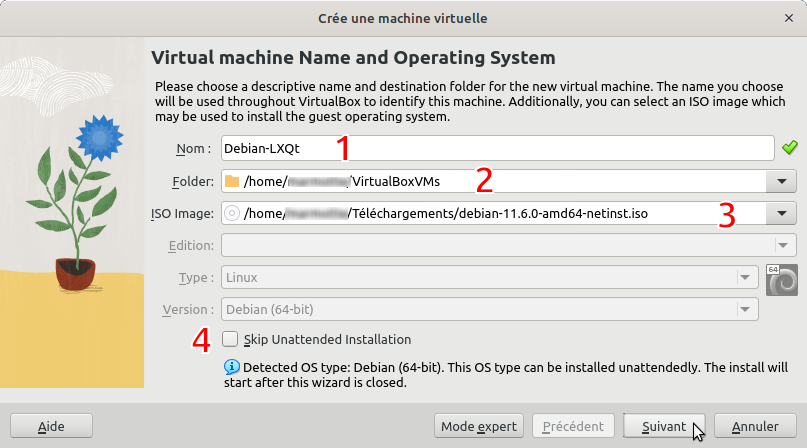 Crée une machine virtuelle
Virtual machine Name and Operating System
Please choose a descriptive name and destination folder for the new virtual machine. The name you choose
will be used throughout VirtualBox to identify this machine. Additionally, you can select an ISO image which
may be used to install the guest operating system.
Nom : Debian-LXQt 1
Folder: /home/ /VirtualBoxVMs 2
ISO Image: /home/ /Téléchargements/debian-11.6.0-amd64-netinst.iso 3
Edition:
Type : Linux 64
Version : Debian (64-bit)
4 Skip Unattended Installation
Detected OS type: Debian (64-bit). This OS type can be installed unattendedly. The install will
start after this wizard is closed.
Aide Mode expert Précédent Suivant Annuler